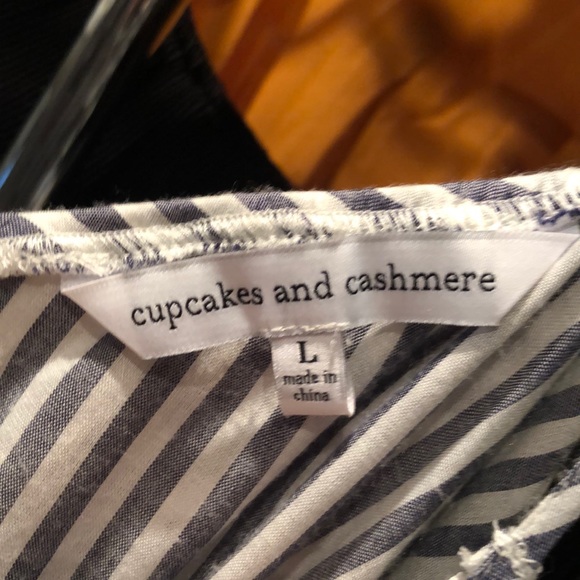 cupcakes and cashmere
L
made in
china